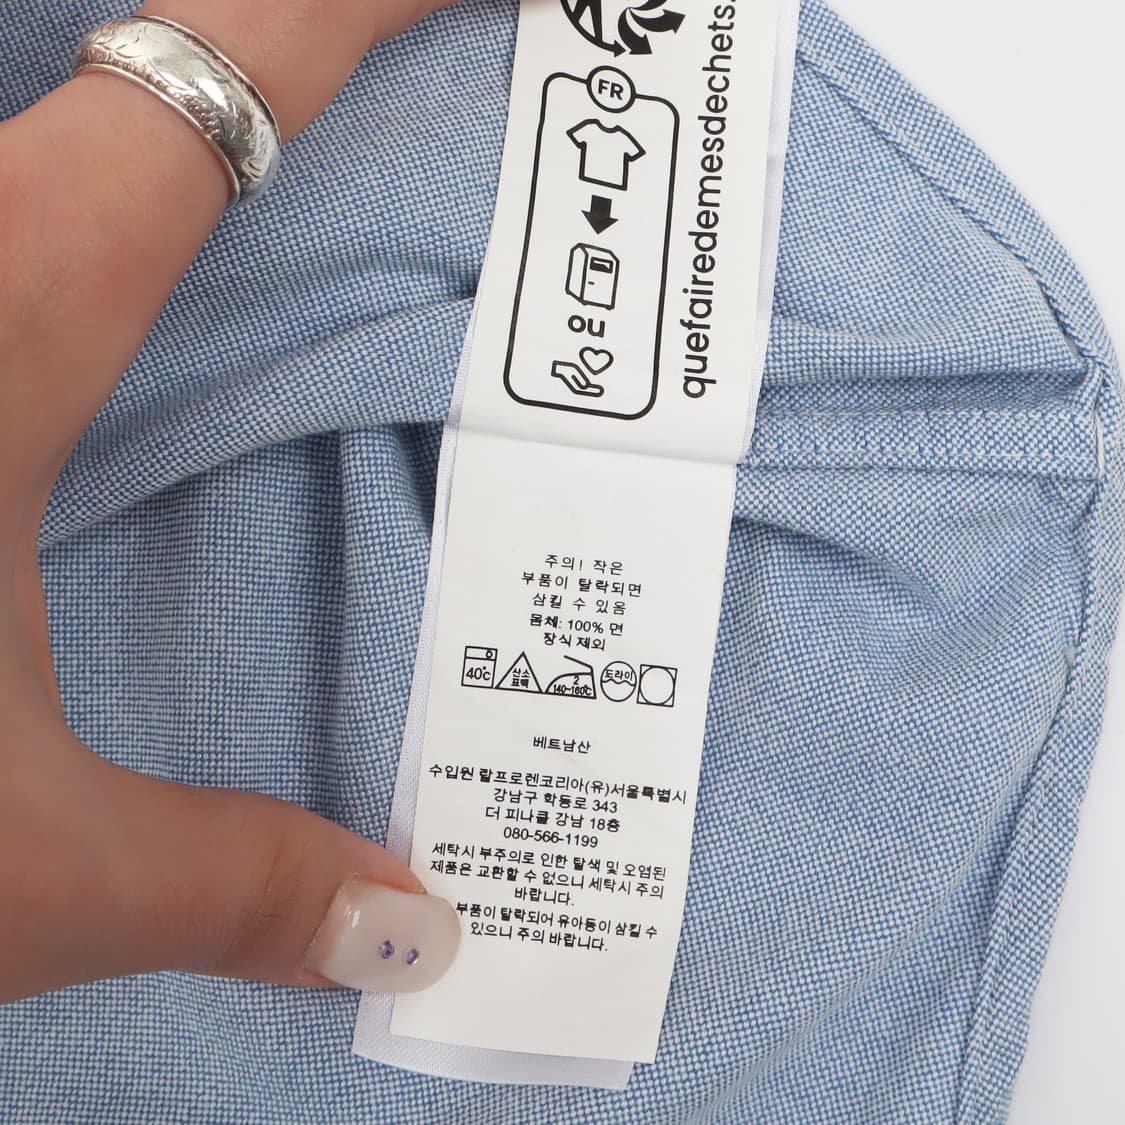 FR
quefairedemesdechets.
주의! 작은
부품이 탈락되면
삼킬 수 있음
몸체: 100% 면
장식 제외
40℃
산소
표백
2
140~160℃
드라이
베트남산
수입원 랄프로렌코리아(유)서울특별시
강남구 학동로 343
더 피나클 강남 18층
080-566-1199
세탁시 부주의로 인한 탈색 및 오염된
제품은 교환할 수 없으니 세탁시 주의
바랍니다.
부품이 탈락되어 유아등이 삼킬 수
있으니 주의 바랍니다.